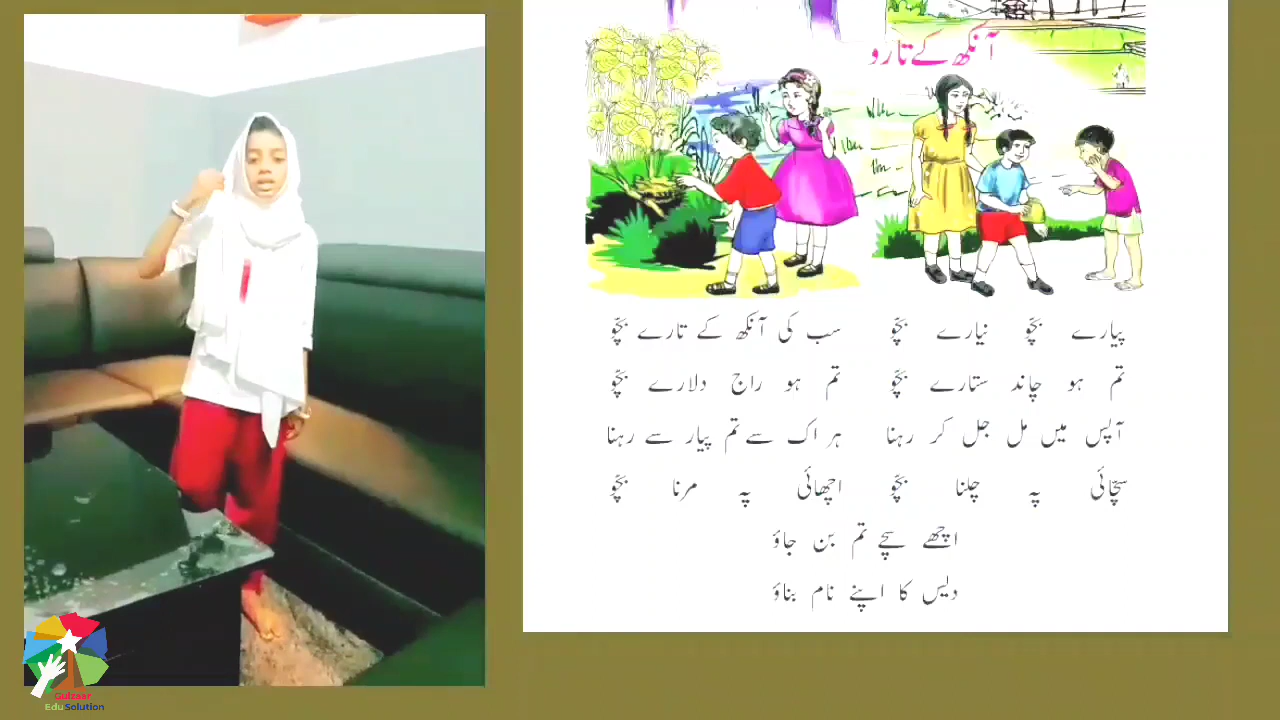 آنکھ کے تارو
پیارے بچّو نیارے بچّو سب کی آنکھ کے تارے بچّو
تم ہو چاند ستارے بچّو تم ہو راج دلارے بچّو
آپس میں مل جل کر رہنا ہر اک سے تم پیار سے رہنا
سچّائی پہ چلنا بچّو اچھائی پہ مرنا بچّو
اچھے سچے تم بن جاؤ
دیس کا اپنے نام بناؤ
Gulzaar
Edu Solution